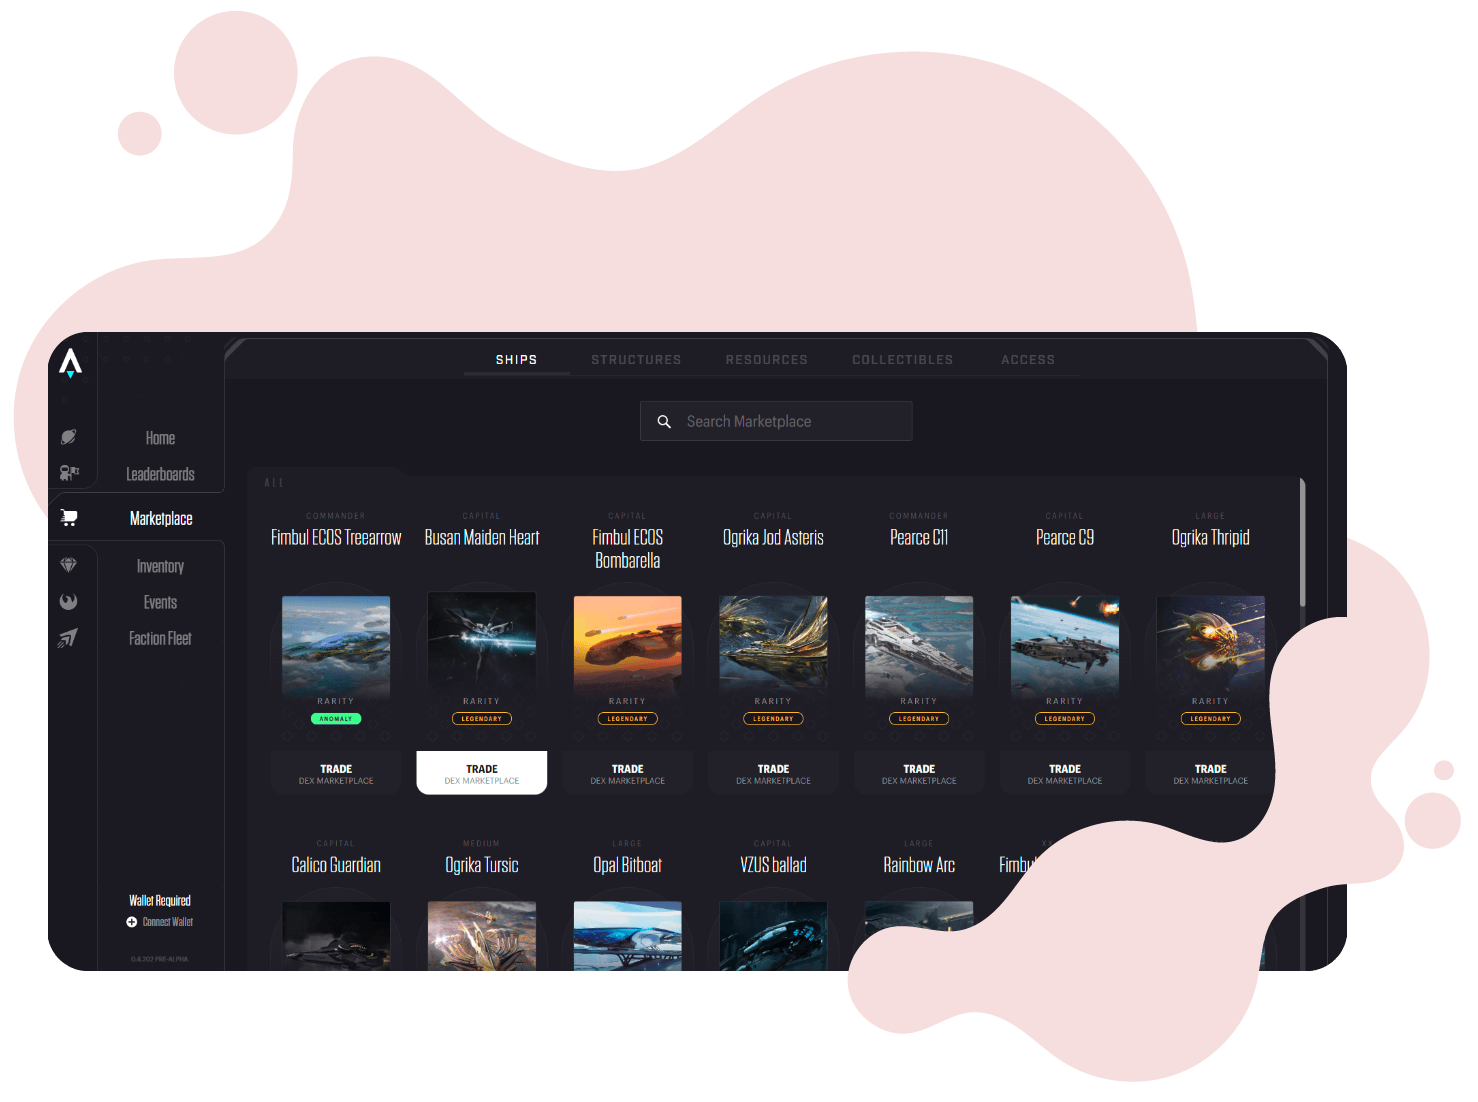 SHIPS
STRUCTURES
RESOURCES
COLLECTIBLES
ACCESS
Search Marketplace
Home
Leaderboards
Marketplace
Inventory
Events
Faction Fleet
Wallet Required
Connect Wallet
0.4.202 PRE-ALPHA
ALL
COMMANDER
Fimbul ECOS Treearrow
RARITY
ANOMALY
TRADE
DEX MARKETPLACE
CAPITAL
Busan Maiden Heart
RARITY
LEGENDARY
TRADE
DEX MARKETPLACE
CAPITAL
Fimbul ECOS
Bombarella
RARITY
LEGENDARY
TRADE
DEX MARKETPLACE
CAPITAL
Ogrika Jod Asteris
RARITY
LEGENDARY
TRADE
DEX MARKETPLACE
COMMANDER
Pearce C11
RARITY
LEGENDARY
TRADE
DEX MARKETPLACE
CAPITAL
Pearce C9
RARITY
LEGENDARY
TRADE
DEX MARKETPLACE
LARGE
Ogrika Thripid
RARITY
LEGENDARY
TRADE
DEX MARKETPLACE
CAPITAL
Calico Guardian
MEDIUM
Ogrika Tursic
LARGE
Opal Bitboat
CAPITAL
VZUS ballad
LARGE
Rainbow Arc